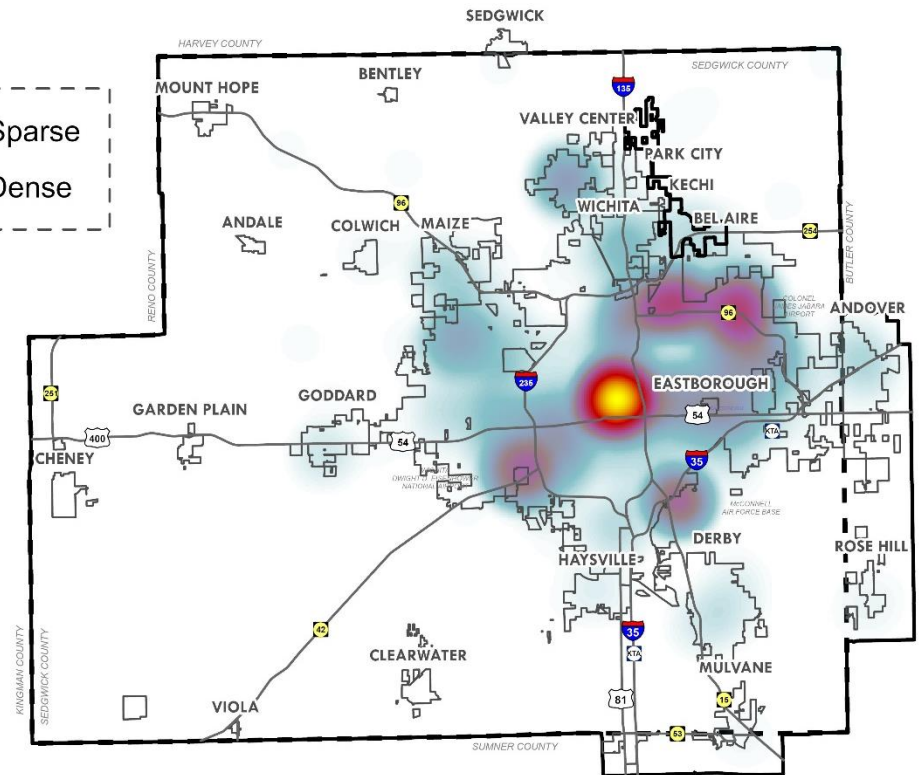 SEDGWICK
HARVEY COUNTY
SEDGWICK COUNTY
BENTLEY
MOUNT HOPE
135
Sparse
Dense
VALLEY CENTER
PARK CITY
KECHI
WICHITA
BEL AIRE
96
ANDALE
COLWICH
MAIZE
254
RENO COUNTY
BUTLER COUNTY
COLONEL
JAMES JABARA
AIRPORT
ANDOVER
96
235
EASTBOROUGH
251
GODDARD
GARDEN PLAIN
54
400
54
KTA
CHENEY
35
DWIGHT D. EISENHOWER
NATIONAL
McCONNELL
AIR FORCE BASE
DERBY
HAYSVILLE
ROSE HILL
42
35
KTA
KINGMAN COUNTY
SEDGWICK COUNTY
CLEARWATER
MULVANE
81
15
VIOLA
53
SUMNER COUNTY